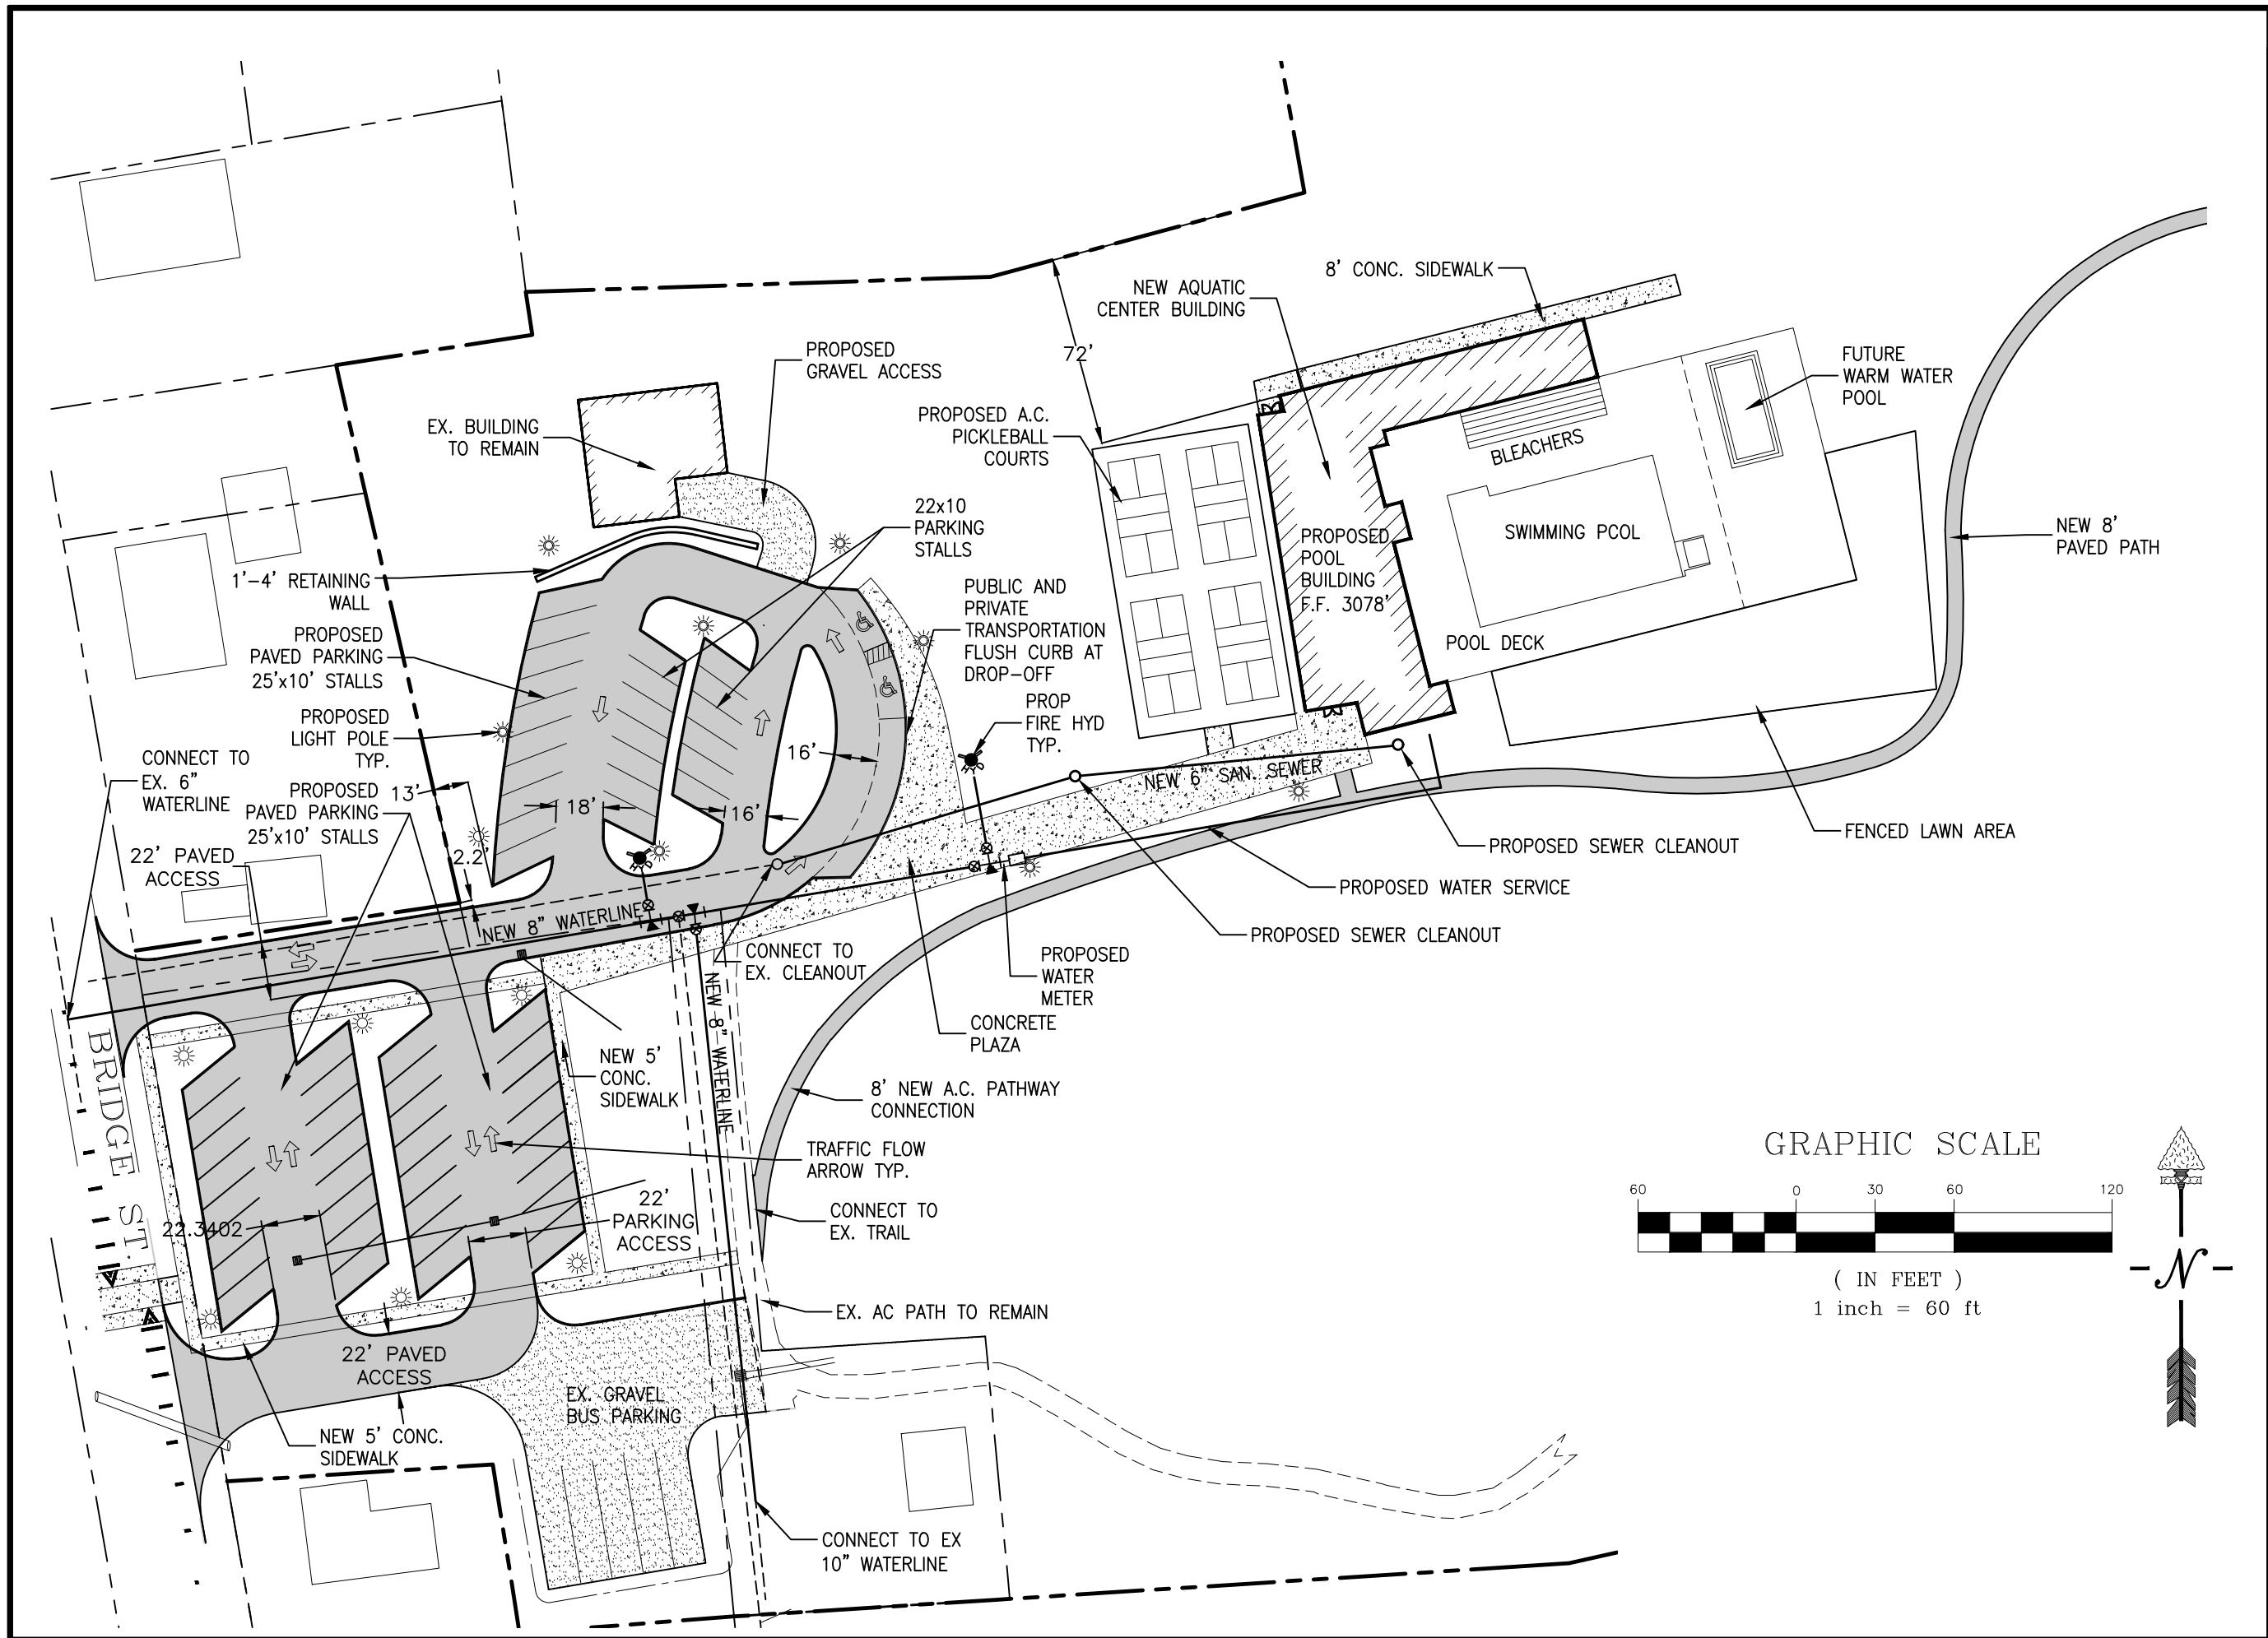 8' CONC. SIDEWALK
NEW AQUATIC
CENTER BUILDING
PROPOSED
GRAVEL ACCESS
72'
FUTURE
WARM WATER
POOL
EX. BUILDING
TO REMAIN
PROPOSED A.C.
PICKLEBALL
COURTS
BLEACHERS
22x10
PARKING
STALLS
PROPOSED
POOL
BUILDING
F.F. 3078'
SWIMMING POOL
NEW 8'
PAVED PATH
1'-4' RETAINING
WALL
PUBLIC AND
PRIVATE
TRANSPORTATION
FLUSH CURB AT
DROP-OFF
PROPOSED
PAVED PARKING
25'x10' STALLS
POOL DECK
PROP
FIRE HYD
TYP.
PROPOSED
LIGHT POLE
TYP.
16'
CONNECT TO
EX. 6"
WATERLINE
NEW 6" SAN. SEWER
PROPOSED
PAVED PARKING
25'x10' STALLS
13'
18'
16'
FENCED LAWN AREA
PROPOSED SEWER CLEANOUT
22' PAVED
ACCESS
2.2'
PROPOSED WATER SERVICE
NEW 8" WATERLINE
PROPOSED SEWER CLEANOUT
CONNECT TO
EX. CLEANOUT
PROPOSED
WATER
METER
NEW 8" WATERLINE
CONCRETE
PLAZA
BRIDGE ST.
NEW 5'
CONC.
SIDEWALK
8' NEW A.C. PATHWAY
CONNECTION
TRAFFIC FLOW
ARROW TYP.
GRAPHIC SCALE
60 0 30 60 120
( IN FEET )
1 inch = 60 ft
N
22.3402
22'
PARKING
ACCESS
CONNECT TO
EX. TRAIL
EX. AC PATH TO REMAIN
22' PAVED
ACCESS
EX. GRAVEL
BUS PARKING
NEW 5' CONC.
SIDEWALK
CONNECT TO EX
10" WATERLINE